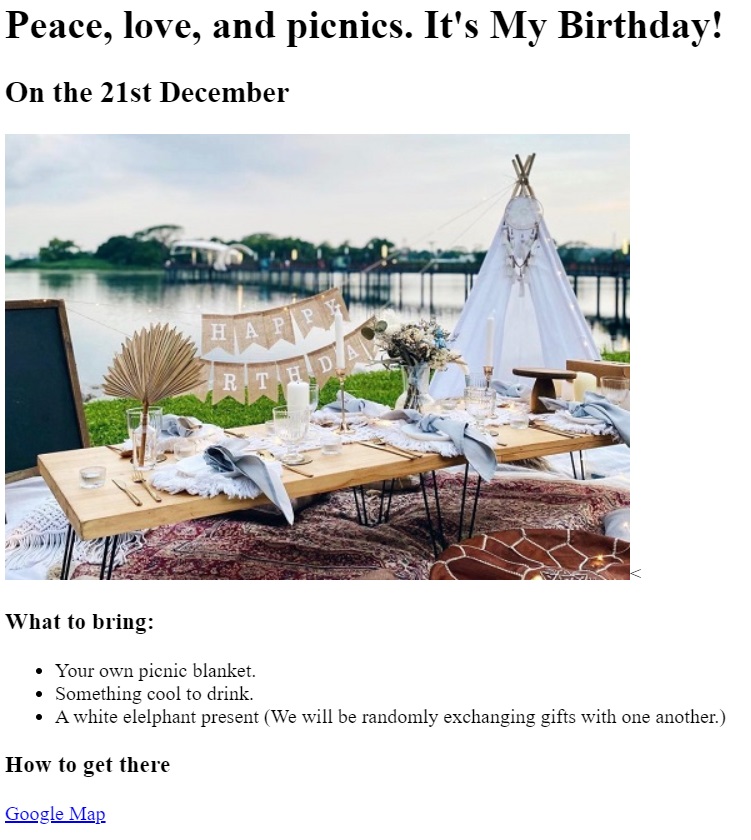 Peace, love, and picnics. It's My Birthday!
On the 21st December
HAPPY
RTHDA
<
What to bring:
Your own picnic blanket.
Something cool to drink.
A white elelphant present (We will be randomly exchanging gifts with one another.)
How to get there
Google Map